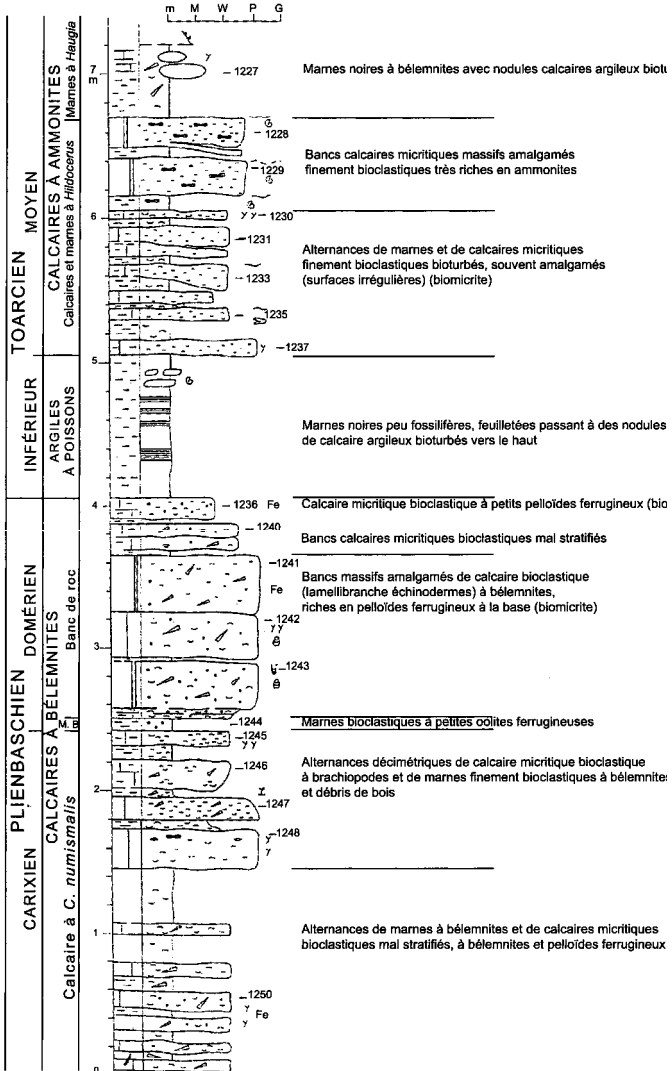 m M W P G
TOARCIEN
MOYEN
INFÉRIEUR
CALCAIRES À AMMONITES
Marnes à Haugia
Calcaires et marnes à Hildocerus
ARGILES
À POISSONS
PLIENBASCHIEN
DOMÉRIEN
CARIXIEN
CALCAIRES À BÉLEMNITES
Banc de roc
M. B
Calcaire à C. numismalis
7
m
1227
Marnes noires à bélemnites avec nodules calcaires argileux biotu
1228
1229
Bancs calcaires micritiques massifs amalgamés
finement bioclastiques très riches en ammonites
6
1230
1231
1233
1235
Alternances de marnes et de calcaires micritiques
finement bioclastiques bioturbés, souvent amalgamés
(surfaces irrégulières) (biomicrite)
1237
5
Marnes noires peu fossilifères, feuilletées passant à des nodules
de calcaire argileux bioturbés vers le haut
4
1236 Fe
Calcaire micritique bioclastique à petits pelloïdes ferrugineux (bio
1240
Bancs calcaires micritiques bioclastiques mal stratifiés
1241
Fe
Bancs massifs amalgamés de calcaire bioclastique
(lamellibranche échinodermes) à bélemnites,
riches en pelloïdes ferrugineux à la base (biomicrite)
1242
3
1243
1244
Marnes bioclastiques à petites oolites ferrugineuses
1245
1246
Alternances décimétriques de calcaire micritique bioclastique
à brachiopodes et de marnes finement bioclastiques à bélemnites
et débris de bois
2
1247
1248
1
Alternances de marnes à bélemnites et de calcaires micritiques
bioclastiques mal stratifiés, à bélemnites et pelloïdes ferrugineux
1250
Fe
0